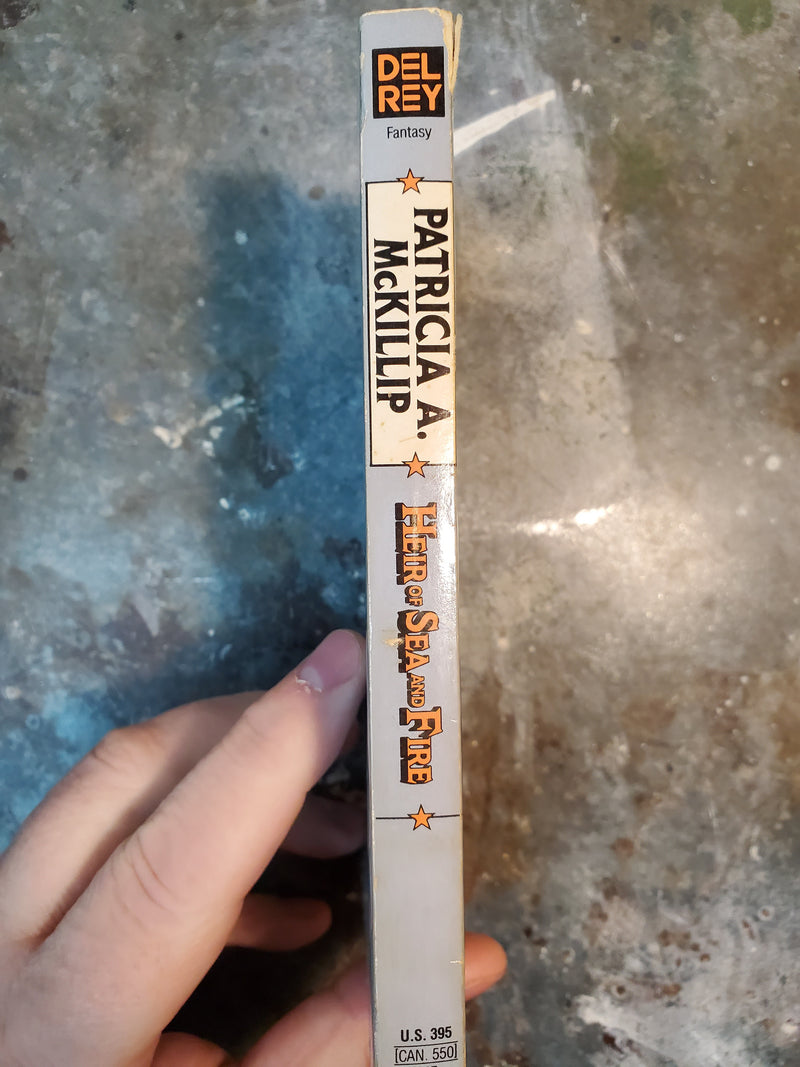 DEL
REY
Fantasy
PATRICIA A.
McKILLIP
HEIR OF SEA AND FIRE
U.S. 395
CAN. 550